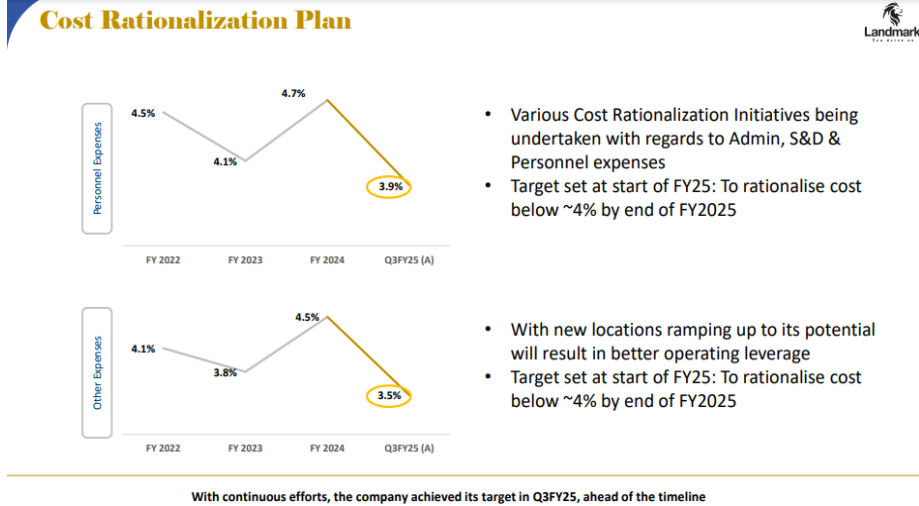 Cost Rationalization Plan
Landmark
You drive us
Personnel Expenses
4.5%
4.1%
4.7%
3.9%
FY 2022 FY 2023 FY 2024 Q3FY25 (A)
• Various Cost Rationalization Initiatives being
undertaken with regards to Admin, S&D &
Personnel expenses
• Target set at start of FY25: To rationalise cost
below ~4% by end of FY2025
Other Expenses
4.1%
3.8%
4.5%
3.5%
FY 2022 FY 2023 FY 2024 Q3FY25 (A)
• With new locations ramping up to its potential
will result in better operating leverage
• Target set at start of FY25: To rationalise cost
below ~4% by end of FY2025
With continuous efforts, the company achieved its target in Q3FY25, ahead of the timeline